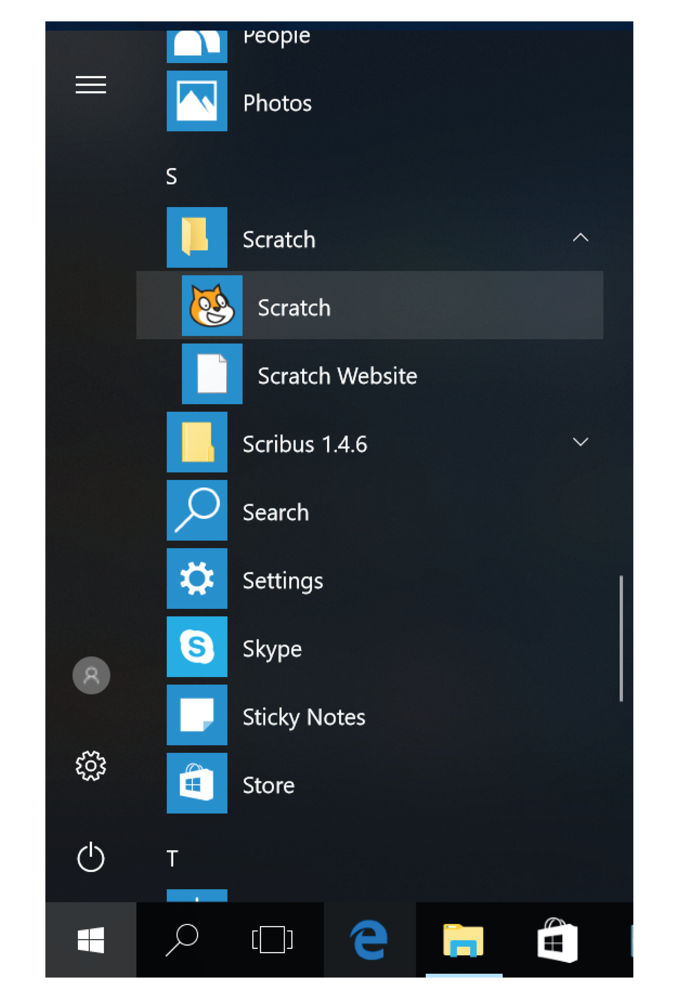 People
Photos
S
Scratch
Scratch
Scratch Website
Scribus 1.4.6
Search
Settings
Skype
Sticky Notes
Store
T